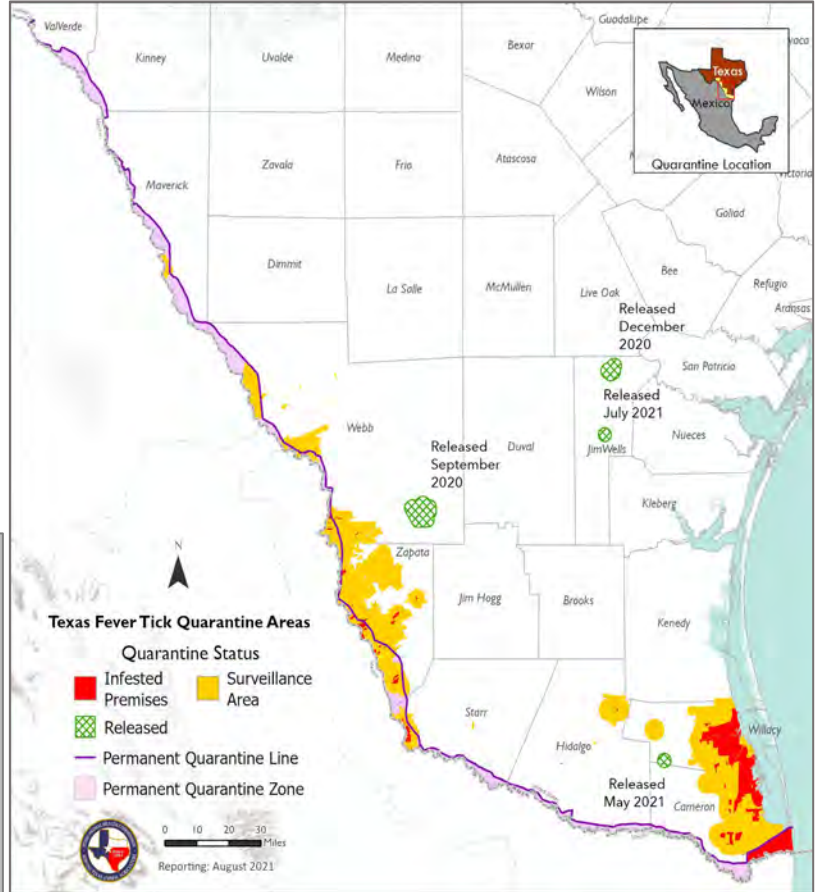 ValVerde
Kinney
Uvalde
Medina
Bexar
Guadalupe
Wilson
Texas
Mexico
Quarantine Location
Maverick
Zavala
Frio
Atascosa
Victoria
Goliad
Dimmit
La Salle
McMullen
Live Oak
Bee
Refugio
Aransas
Released
December
2020
San Patricio
Released
July 2021
Webb
Duval
JimWells
Nueces
Released
September
2020
Kleberg
Zapata
N
Jim Hogg
Brooks
Kenedy
Texas Fever Tick Quarantine Areas
Quarantine Status
Infested
Premises
Surveillance
Area
Released
Permanent Quarantine Line
Permanent Quarantine Zone
Starr
Hidalgo
Willacy
Released
May 2021
Cameron
0 10 20 30
Miles
Reporting: August 2021